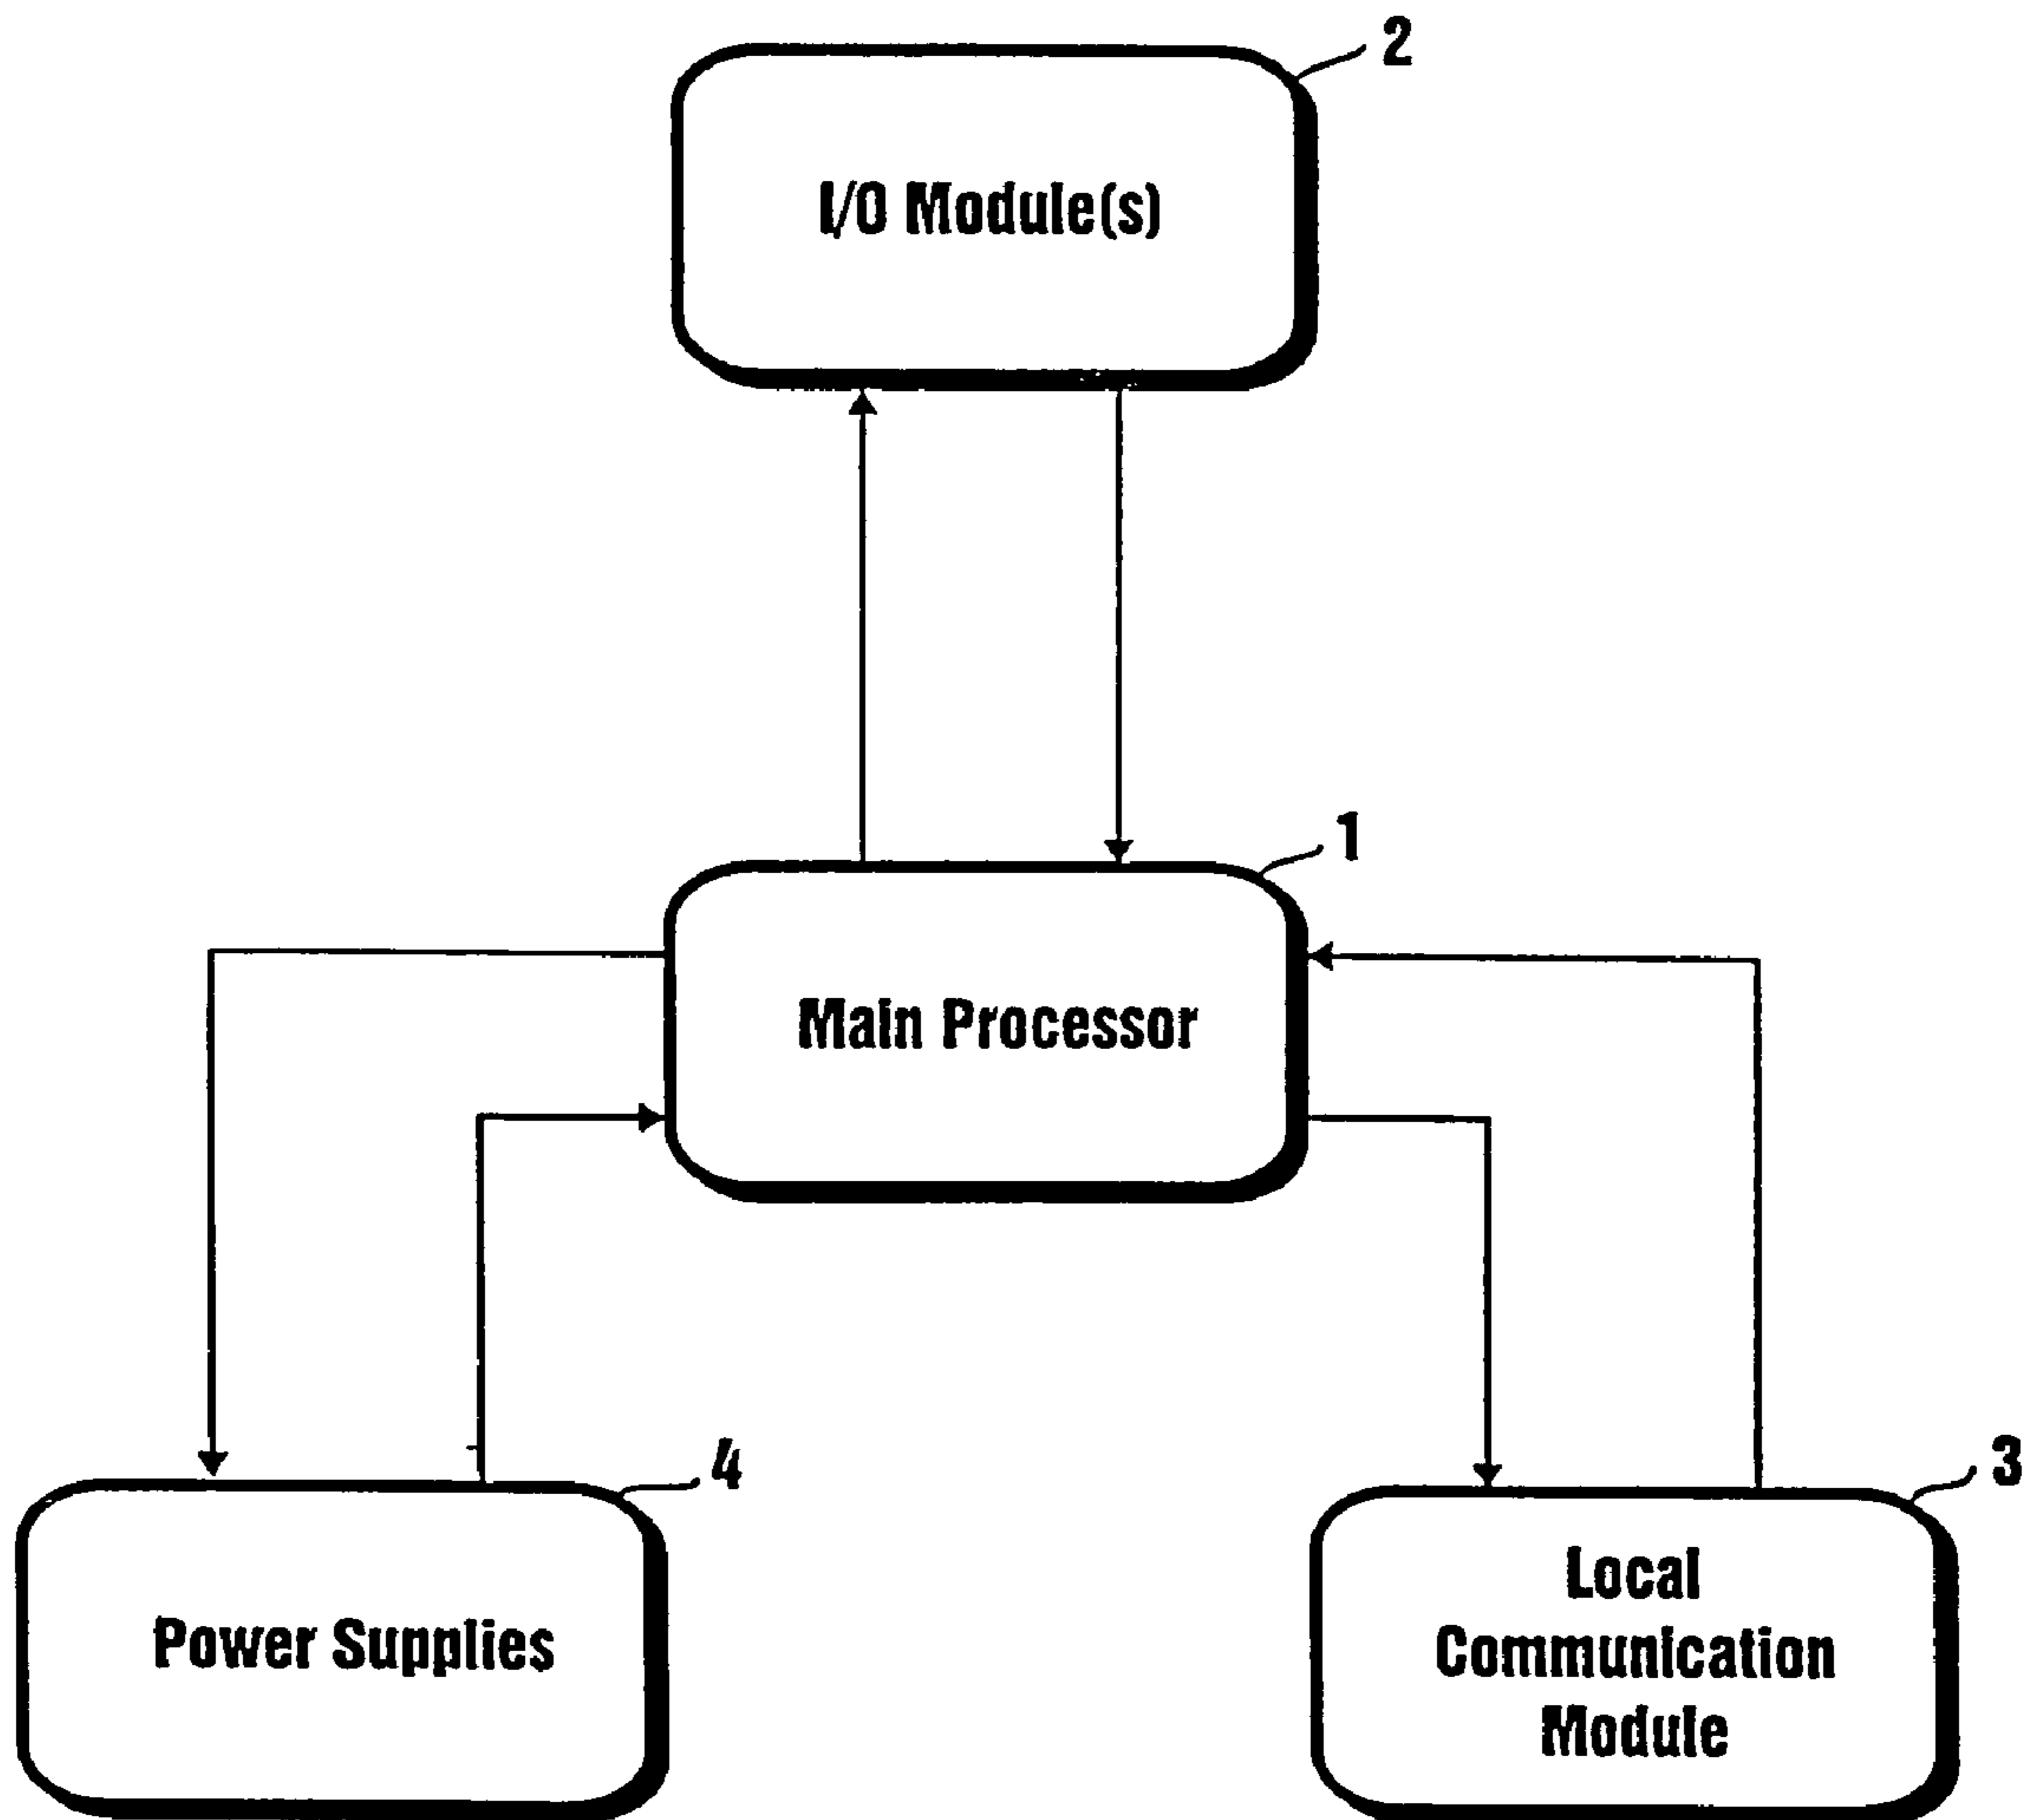 2
I/O Module(s)
1
Main Processor
4
3
Power Supplies
Local
Communication
Module